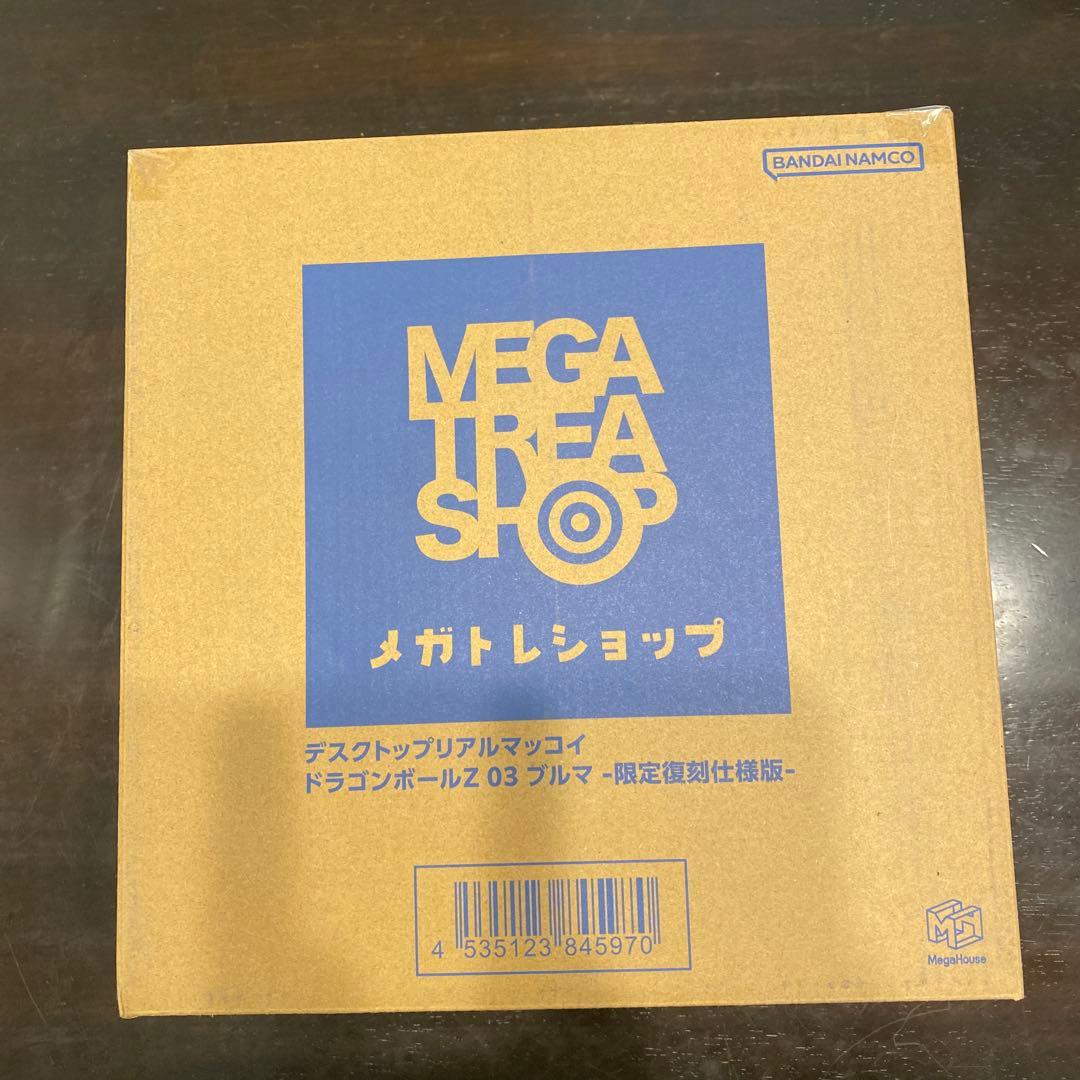 BANDAI NAMCO
MEGA
TREA
SHOP
メガトレショップ
デスクトップリアルマッコイ
ドラゴンボールZ 03 ブルマ -限定復刻仕様版-
4 535123 845970
MegaHouse